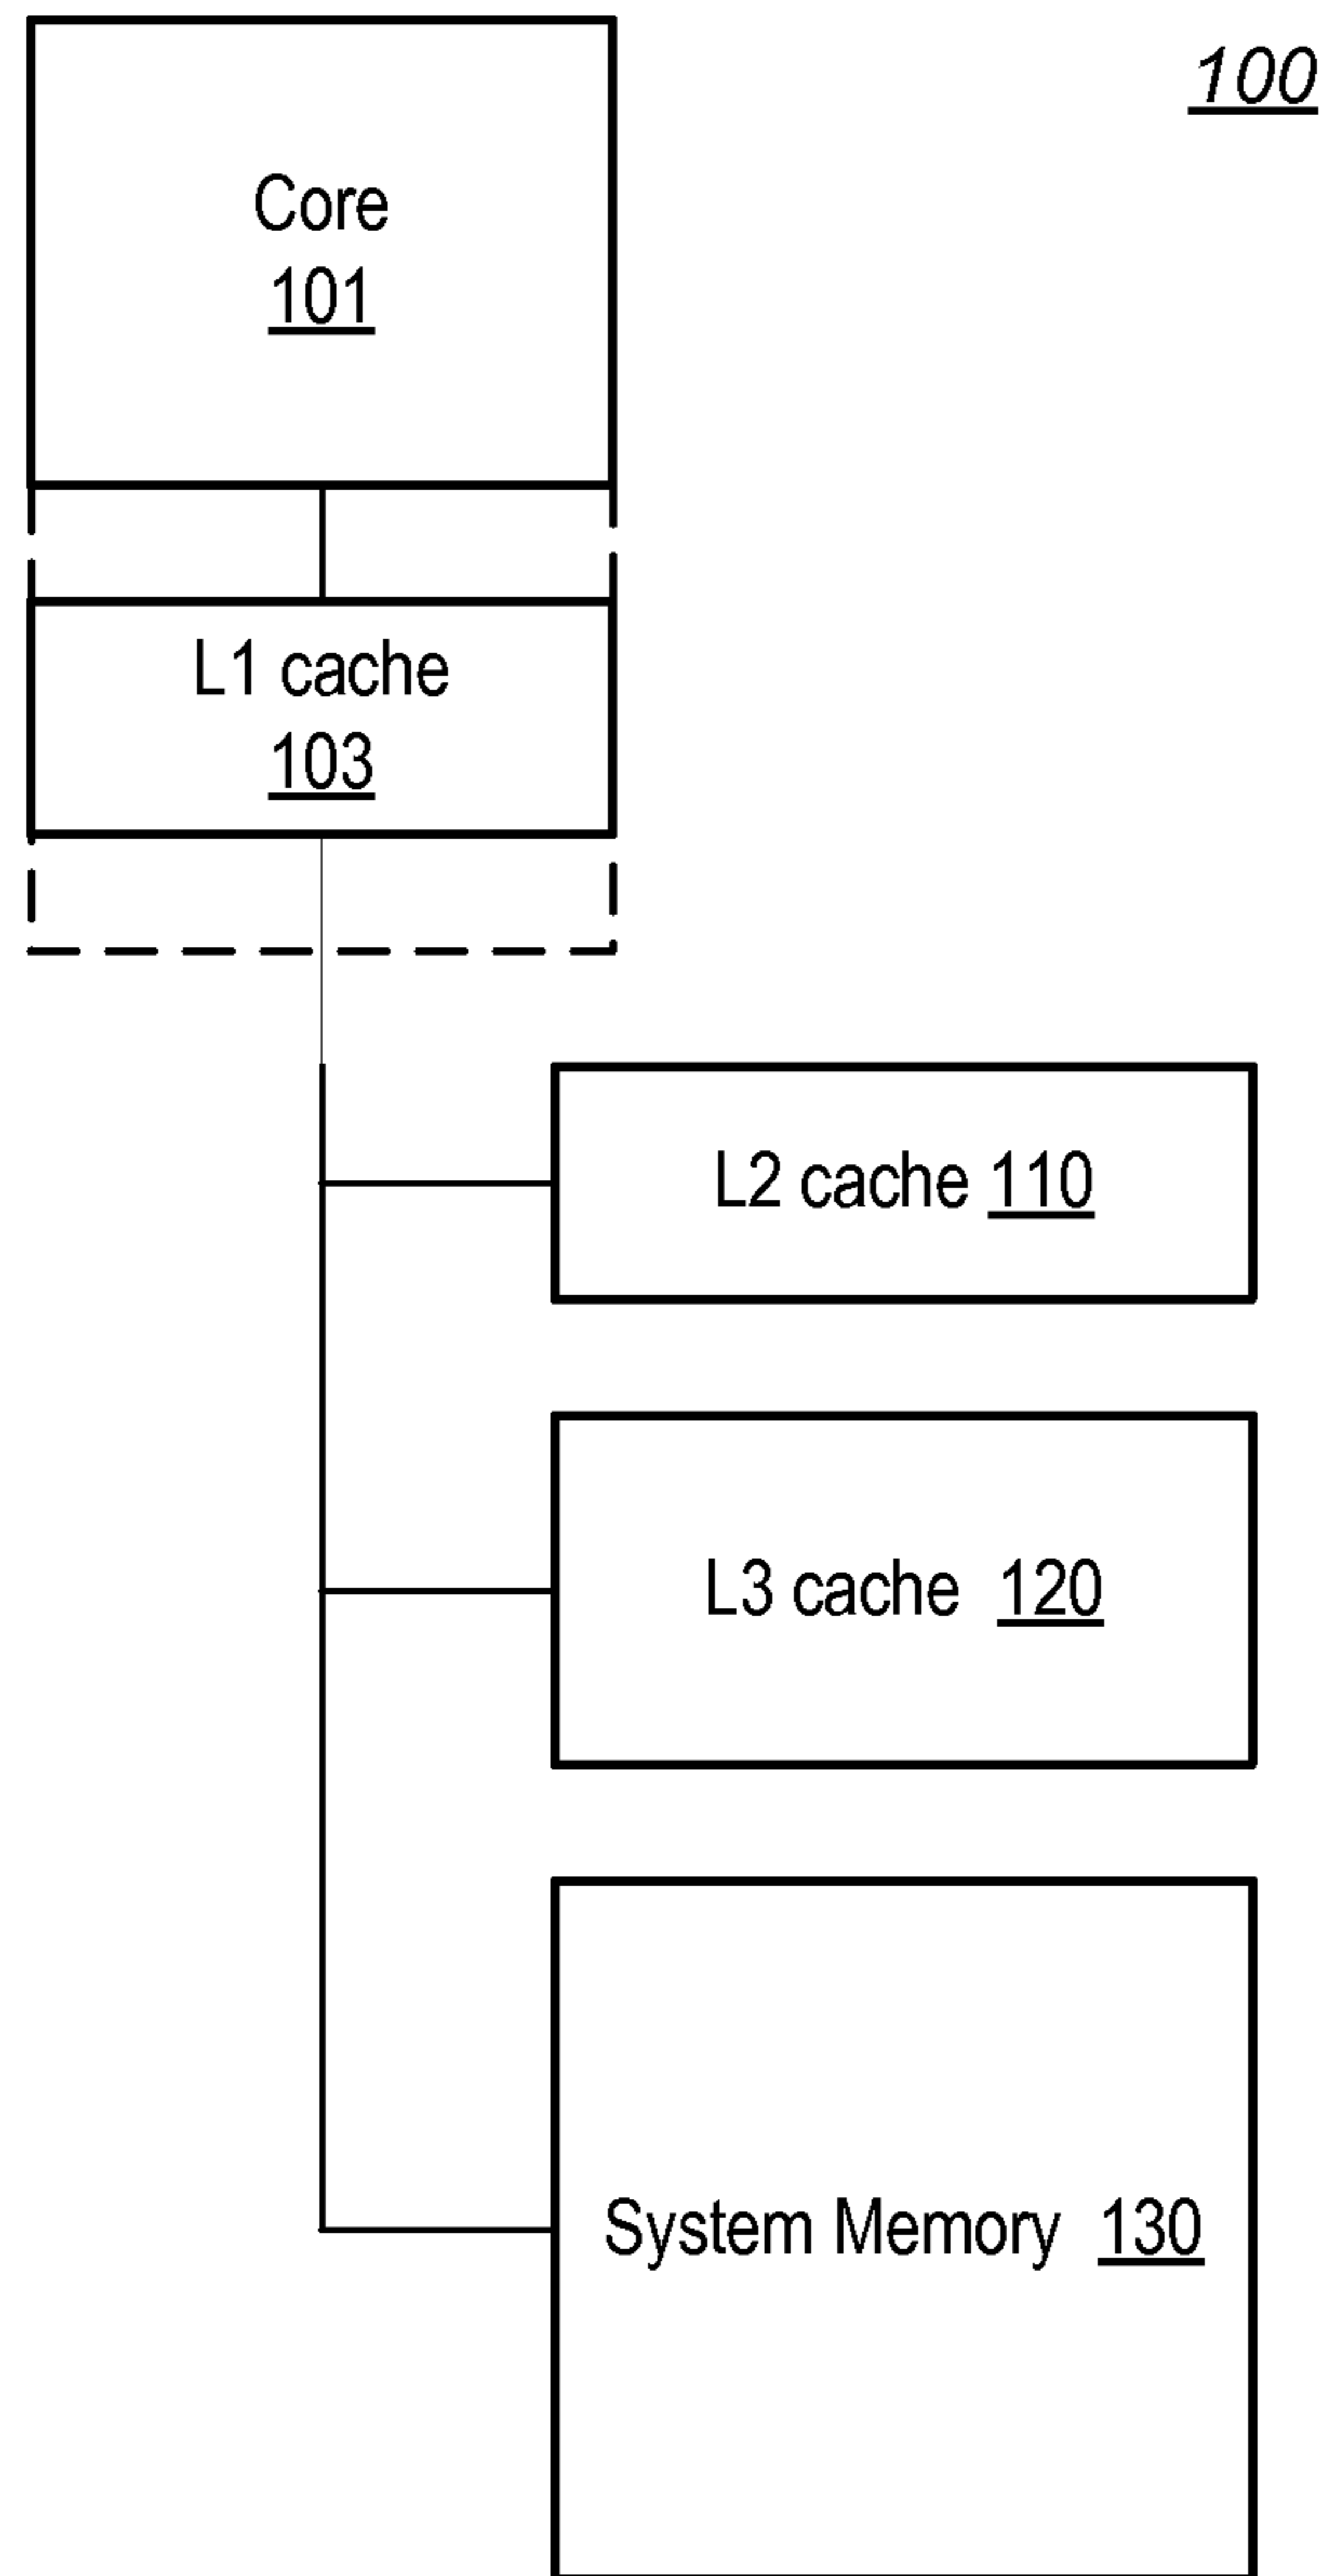 100
Core
101
L1 cache
103
L2 cache 110
L3 cache 120
System Memory 130